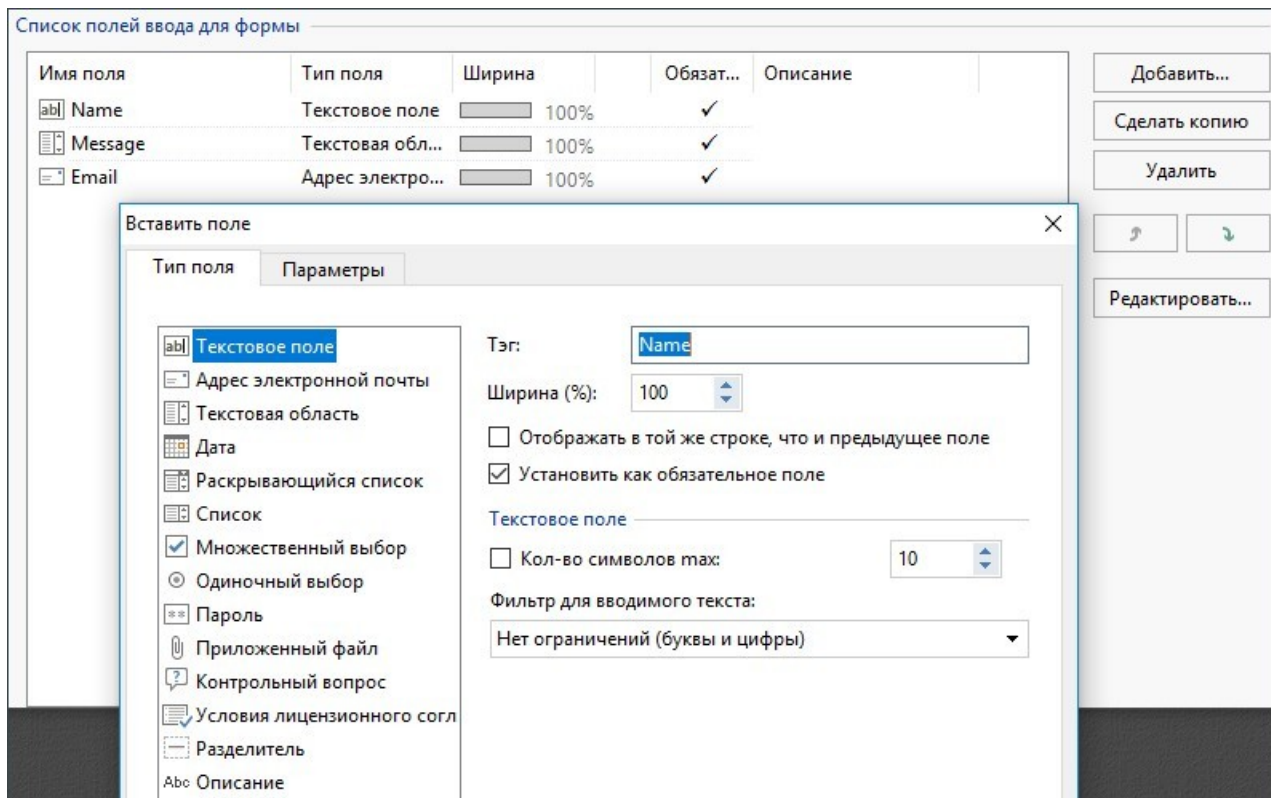 Список полей ввода для формы
Имя поля Тип поля Ширина Обязат... Описание
ab Name Текстовое поле 100%
Message Текстовая обл... 100%
Email Адрес электро... 100%
Добавить...
Сделать копию
Удалить
Редактировать...
Вставить поле
Тип поля Параметры
ab Текстовое поле
Адрес электронной почты
Текстовая область
Дата
Раскрывающийся список
Список
Множественный выбор
Одиночный выбор
** Пароль
Приложенный файл
? Контрольный вопрос
Условия лицензионного согл
Разделитель
Abc Описание
Тэг: Name
Ширина (%): 100
Отображать в той же строке, что и предыдущее поле
Установить как обязательное поле
Текстовое поле
Кол-во символов max: 10
Фильтр для вводимого текста:
Нет ограничений (буквы и цифры)